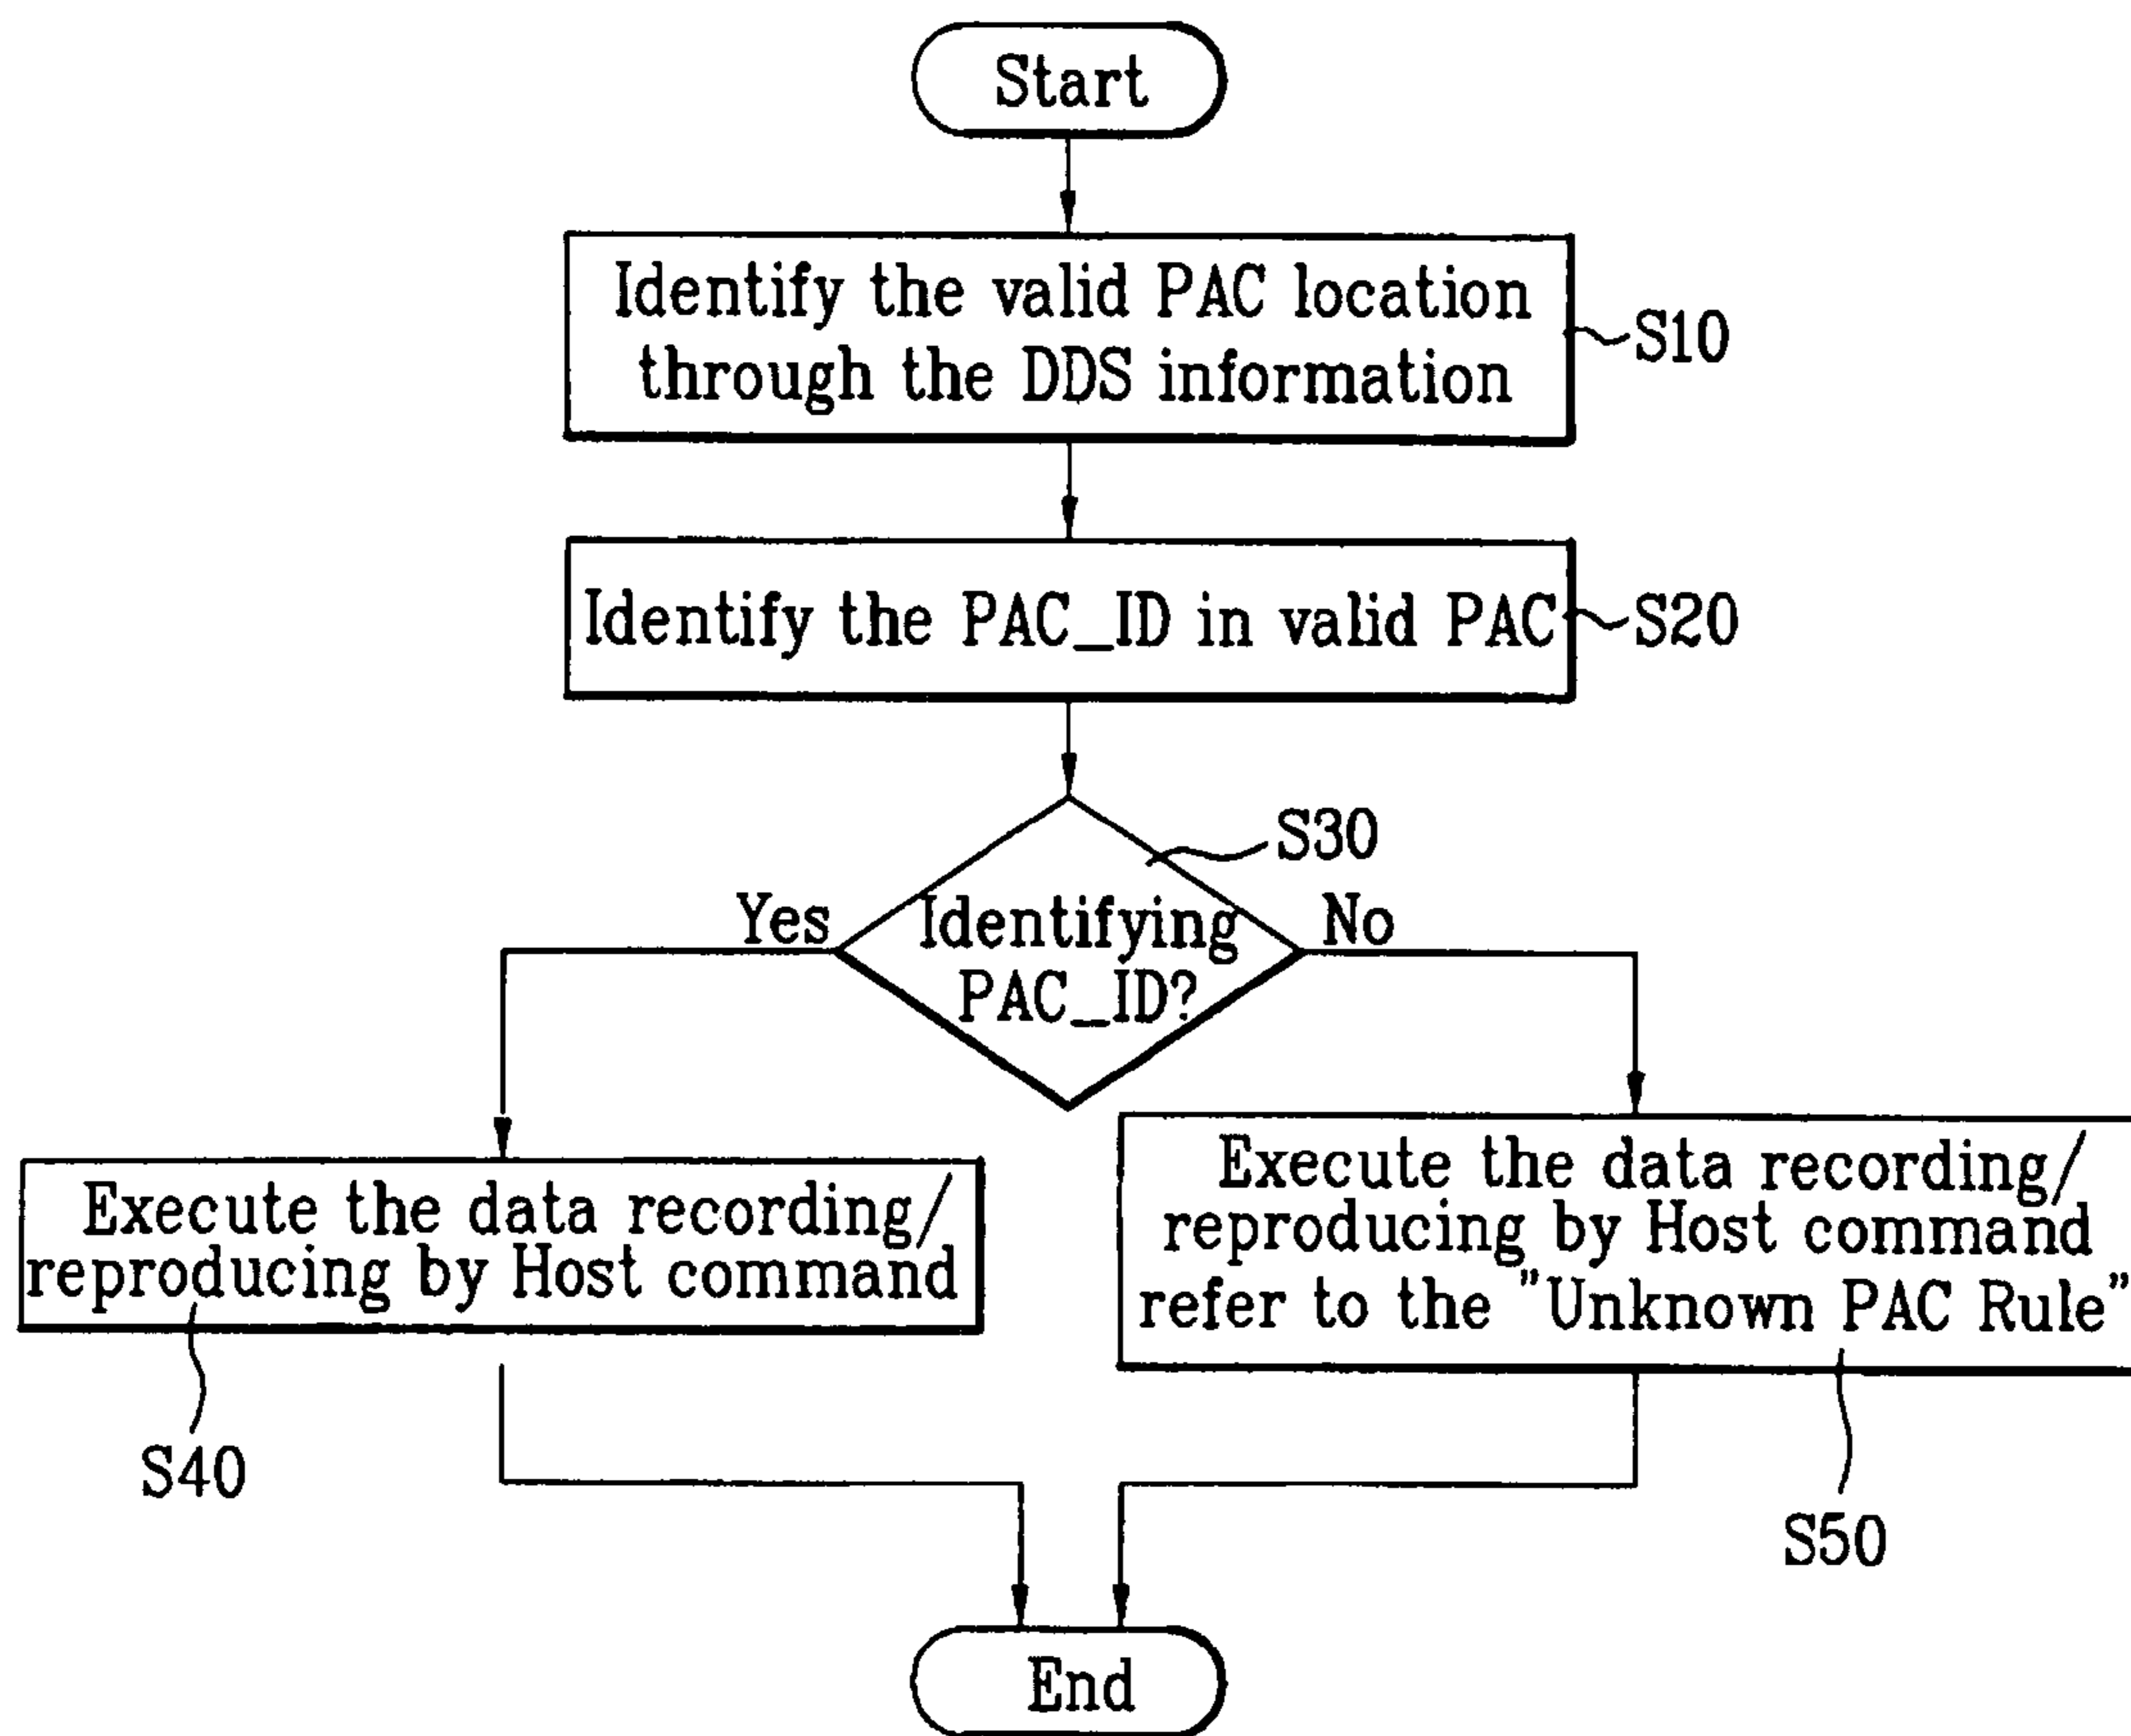 Start
Identify the valid PAC location
through the DDS information
S10
Identify the PAC_ID in valid PAC
S20
S30
Yes
Identifying
PAC_ID?
No
Execute the data recording/
reproducing by Host command
S40
Execute the data recording/
reproducing by Host command
refer to the "Unknown PAC Rule"
S50
End